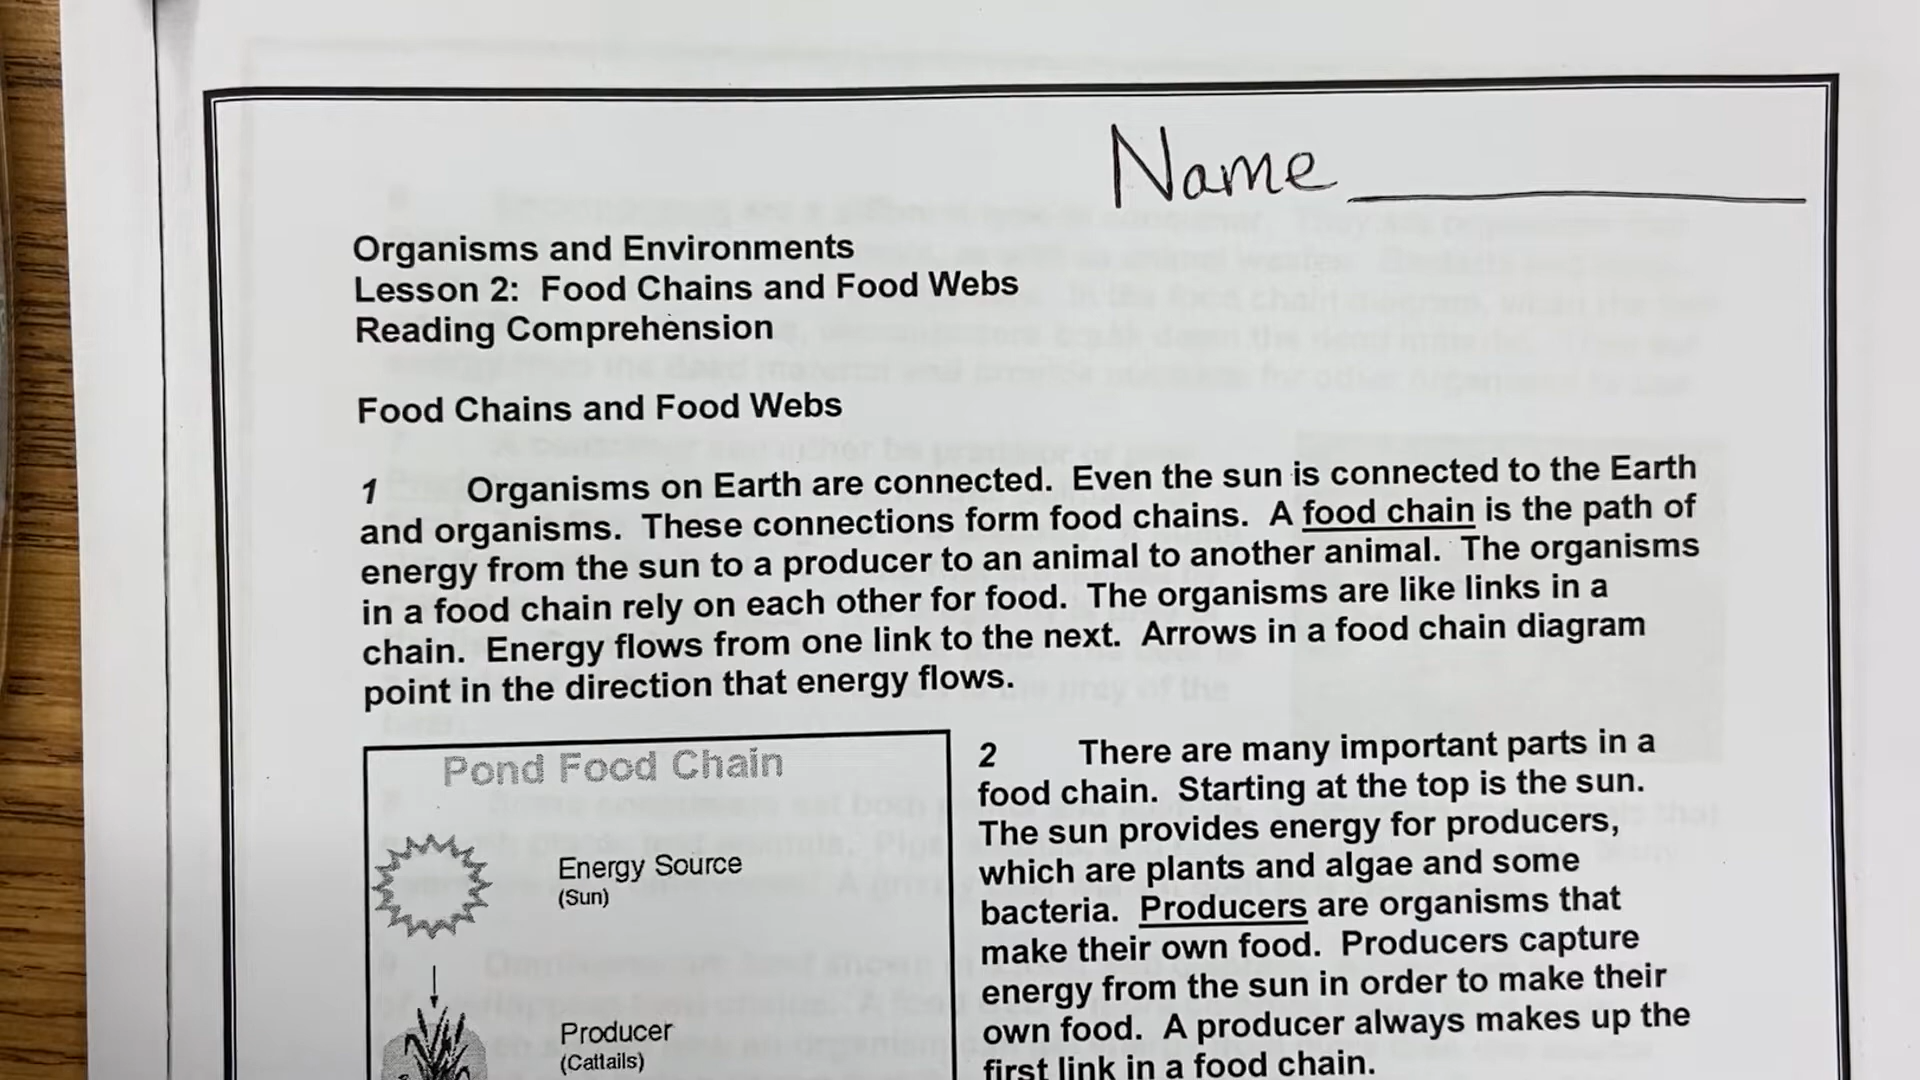 Name
Organisms and Environments
Lesson 2: Food Chains and Food Webs
Reading Comprehension
Food Chains and Food Webs
1 Organisms on Earth are connected. Even the sun is connected to the Earth
and organisms. These connections form food chains. A food chain is the path of
energy from the sun to a producer to an animal to another animal. The organisms
in a food chain rely on each other for food. The organisms are like links in a
chain. Energy flows from one link to the next. Arrows in a food chain diagram
point in the direction that energy flows.
Pond Food Chain
Energy Source
(Sun)
Producer
(Cattails)
2 There are many important parts in a
food chain. Starting at the top is the sun.
The sun provides energy for producers,
which are plants and algae and some
bacteria. Producers are organisms that
make their own food. Producers capture
energy from the sun in order to make their
own food. A producer always makes up the
first link in a food chain.